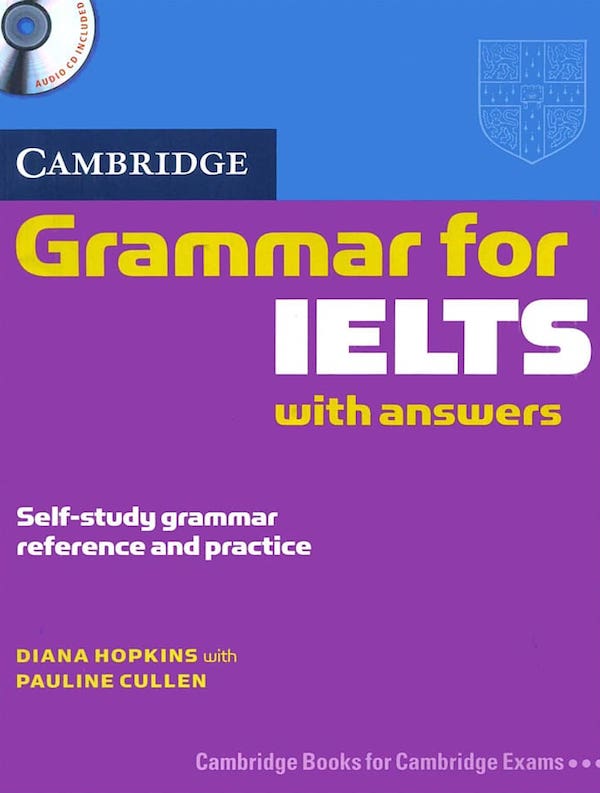 AUDIO CD INCLUDED
CAMBRIDGE
Grammar for
IELTS
with answers
Self-study grammar
reference and practice
DIANA HOPKINS with
PAULINE CULLEN
Cambridge Books for Cambridge Exams •••